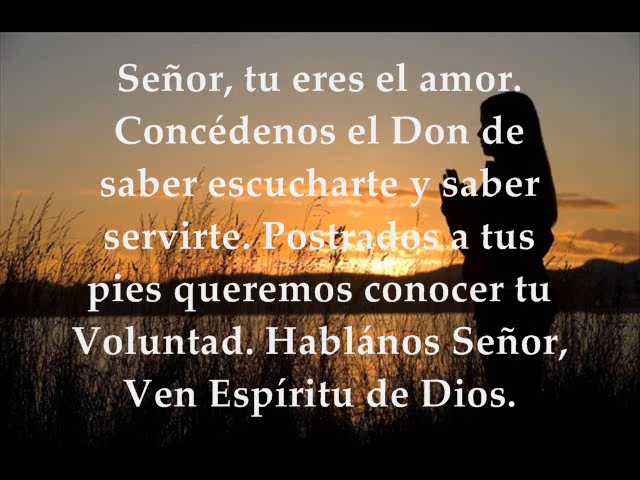 Señor, tu eres el amor.
Concédenos el Don de
saber escucharte y saber
servirte. Postrados a tus
pies queremos conocer tu
Voluntad. Hablános Señor,
Ven Espíritu de Dios.